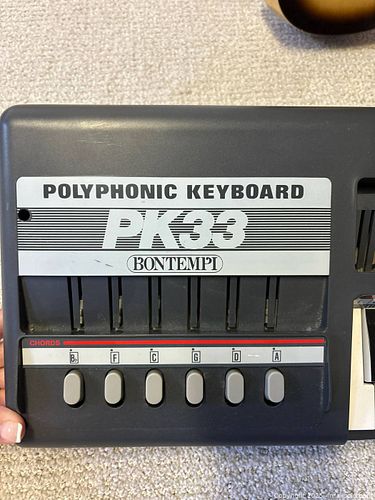 POLYPHONIC KEYBOARD
PK33
BONTEMPI
CHORDS
B♭ F C G D A